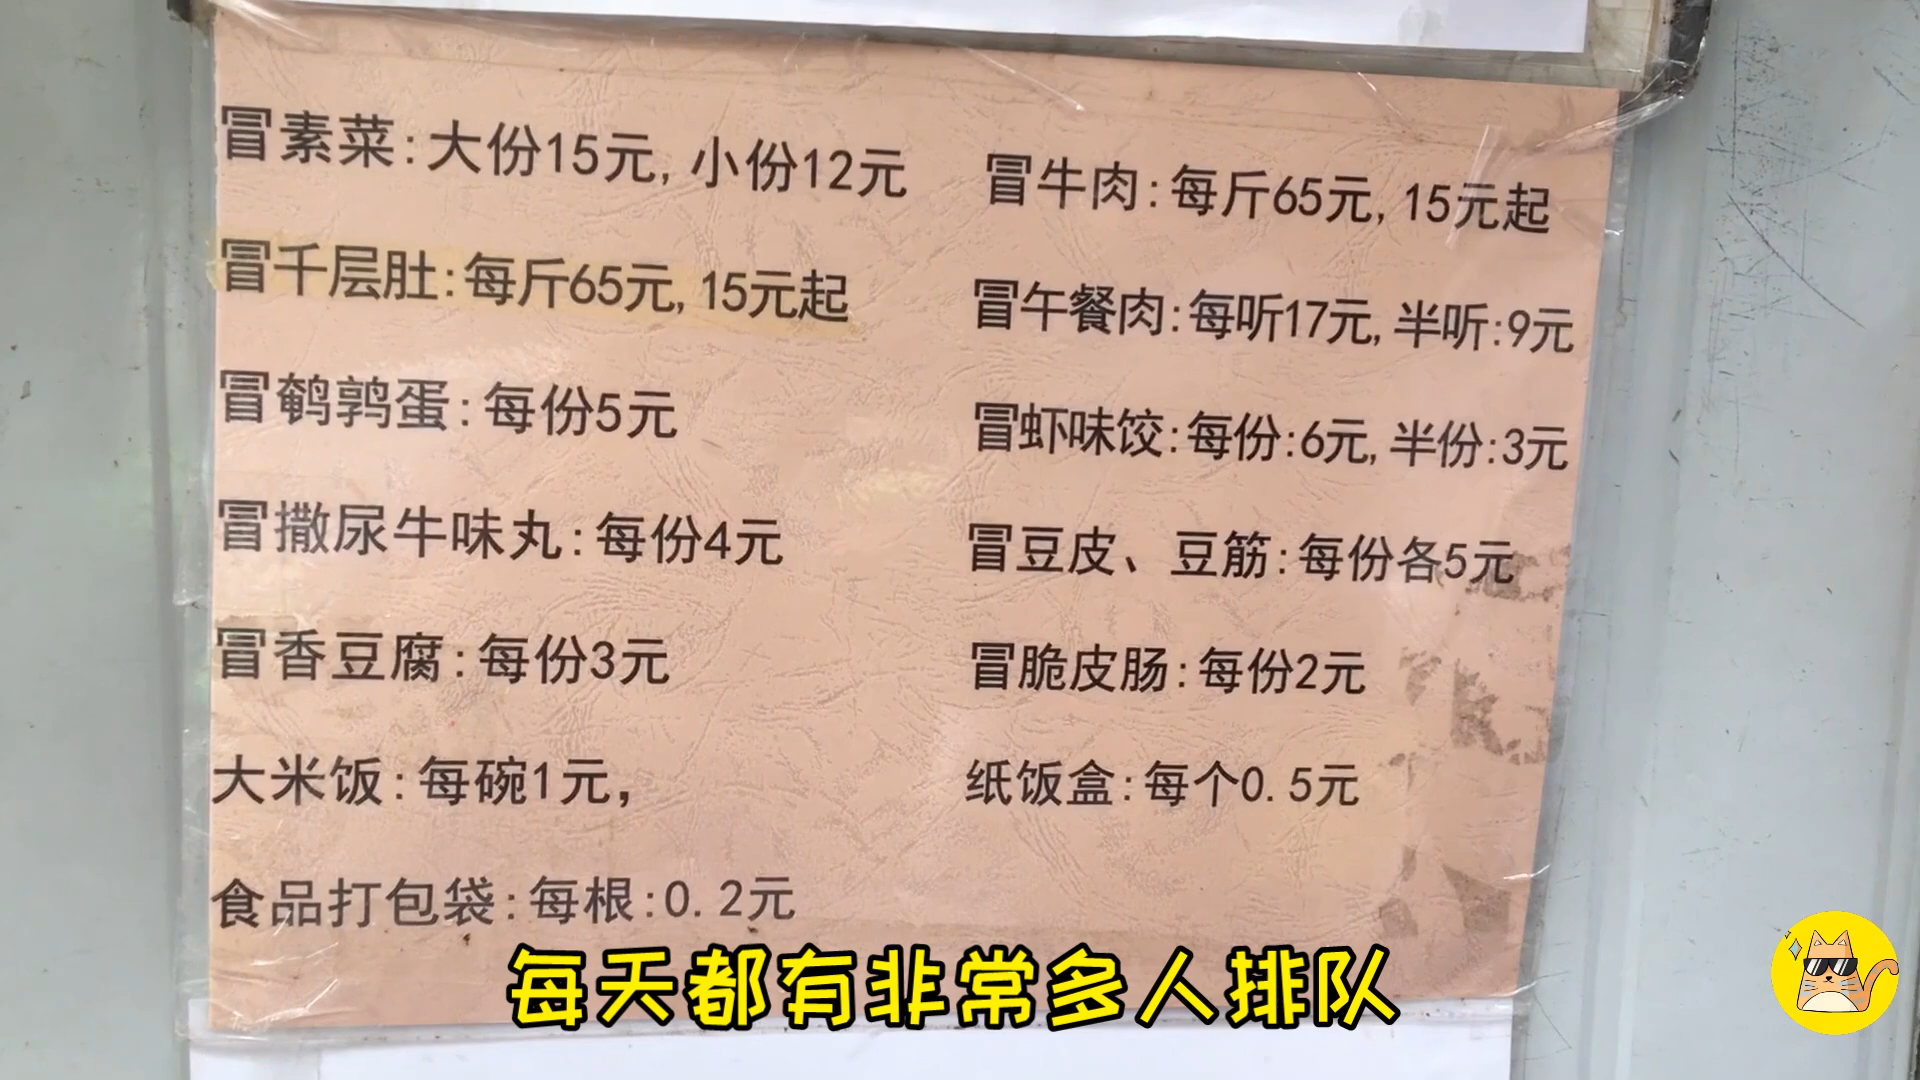 冒素菜:大份15元,小份12元
冒牛肉:每斤65元,15元起
冒千层肚:每斤65元,15元起
冒午餐肉:每听17元,半听:9元
冒鹌鹑蛋:每份5元
冒虾味饺:每份:6元,半份:3元
冒撒尿牛味丸:每份4元
冒豆皮、豆筋:每份各5元
冒香豆腐:每份3元
冒脆皮肠:每份2元
大米饭:每碗1元,
纸饭盒:每个0.5元
食品打包袋:每根:0.2元
每天都有非常多人排队